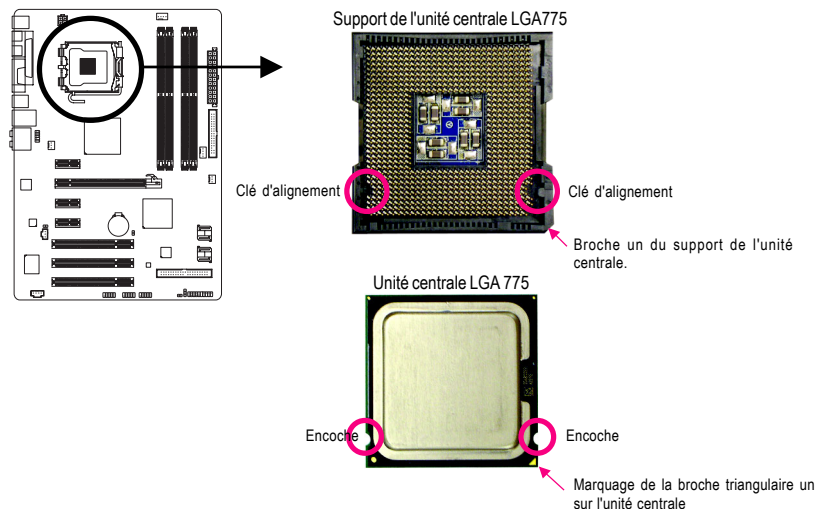 Support de l'unité centrale LGA775
Clé d'alignement
Clé d'alignement
Broche un du support de l'unité
centrale.
Unité centrale LGA 775
Encoche
Encoche
Marquage de la broche triangulaire un
sur l'unité centrale